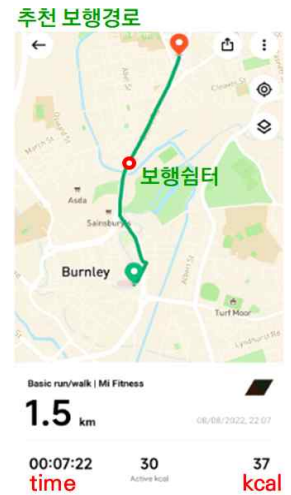 추천 보행경로
Asda
Sainsbury's
보행쉼터
Burnley
Turf Moor
Basic run/walk | Mi Fitness
1.5 km
08/08/2022, 22:07
00:07:22 30 37
time Active kcal kcal